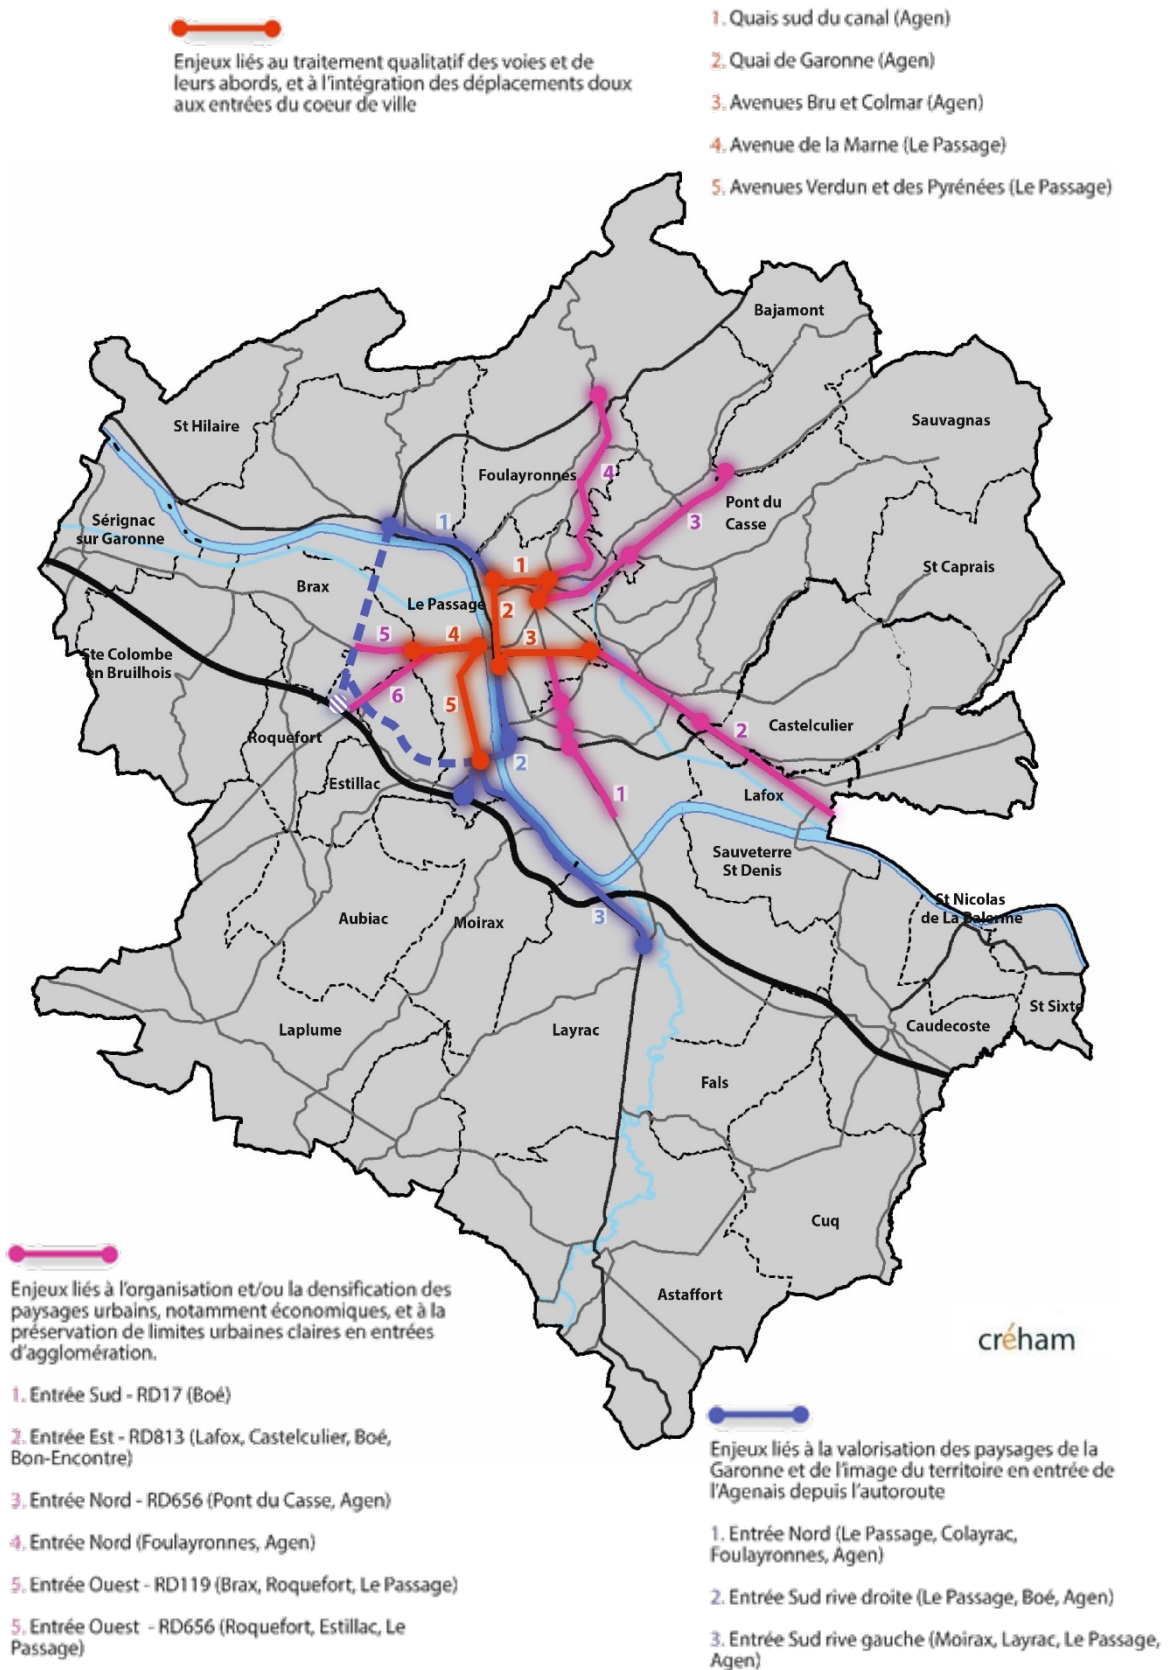 Enjeux liés au traitement qualitatif des voies et de
leurs abords, et à l'intégration des déplacements doux
aux entrées du coeur de ville
1. Quais sud du canal (Agen)
2. Quai de Garonne (Agen)
3. Avenues Bru et Colmar (Agen)
4. Avenue de la Marne (Le Passage)
5. Avenues Verdun et des Pyrénées (Le Passage)
Bajamont
St Hilaire
Sauvagnas
Foulayronnes
4
Pont du
Casse
3
Sérignac
sur Garonne
1
St Caprais
Brax
1
Le Passage
2
5
4
3
Ste Colombe
en Bruilhois
6
5
Roquefort
2
Castelculier
2
Estillac
1
Lafox
Sauveterre
St Denis
St Nicolas
de La Balerme
Aubiac
Moirax
3
Laplume
Layrac
Caudecoste
St Sixte
Fals
Cuq
Astaffort
créham
Enjeux liés à l'organisation et/ou la densification des
paysages urbains, notamment économiques, et à la
préservation de limites urbaines claires en entrées
d'agglomération.
1. Entrée Sud - RD17 (Boé)
2. Entrée Est - RD813 (Lafox, Castelculier, Boé,
Bon-Encontre)
3. Entrée Nord - RD656 (Pont du Casse, Agen)
4. Entrée Nord (Foulayronnes, Agen)
5. Entrée Ouest - RD119 (Brax, Roquefort, Le Passage)
5. Entrée Ouest - RD656 (Roquefort, Estillac, Le
Passage)
Enjeux liés à la valorisation des paysages de la
Garonne et de l'image du territoire en entrée de
l'Agenais depuis l'autoroute
1. Entrée Nord (Le Passage, Colayrac,
Foulayronnes, Agen)
2. Entrée Sud rive droite (Le Passage, Boé, Agen)
3. Entrée Sud rive gauche (Moirax, Layrac, Le Passage,
Agen)